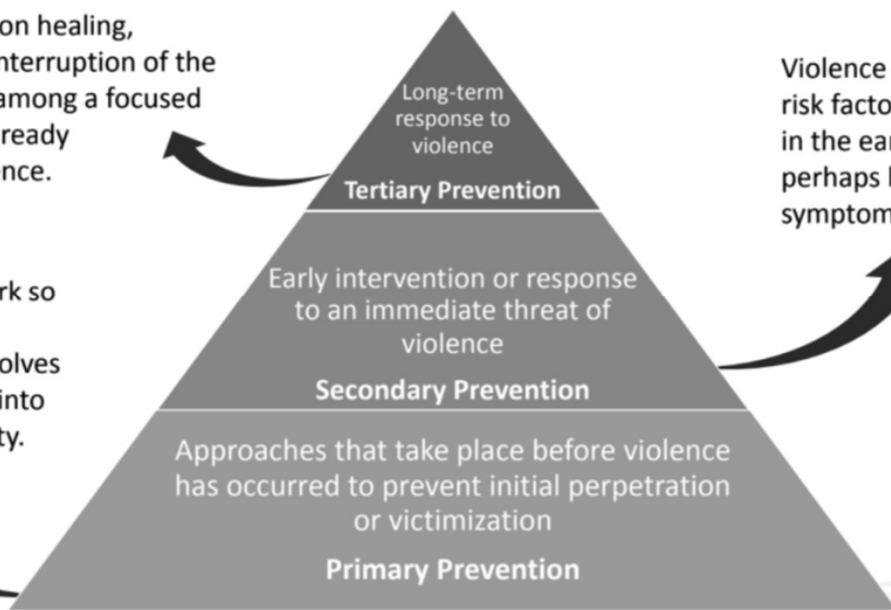 on healing,
nterruption of the
among a focused
ready
nce.
rk so
olves
into
ty.
Long-term
response to
violence
Tertiary Prevention
Early intervention or response
to an immediate threat of
violence
Secondary Prevention
Approaches that take place before violence
has occurred to prevent initial perpetration
or victimization
Primary Prevention
Violence
risk facto
in the ear
perhaps
symptom